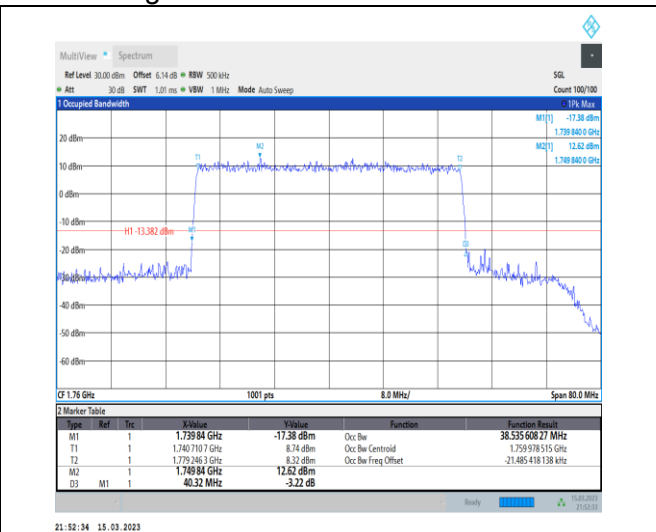 MultiView Spectrum
Ref Level 30.00 dBm Offset 6.14 dB RBW 500 kHz SGL
Att 30 dB SWT 1.01 ms VBW 1 MHz Mode Auto Sweep Count 100/100
1 Occupied Bandwidth 1Pk Max
M1[1] -17.38 dBm
1.739 840 0 GHz
M2[1] 12.62 dBm
1.749 840 0 GHz
20 dBm
M2
T1 T2
10 dBm
0 dBm
-10 dBm
H1 -13.382 dBm M1
-20 dBm
D3
-30 dBm
-40 dBm
-50 dBm
-60 dBm
CF 1.76 GHz 1001 pts 8.0 MHz/ Span 80.0 MHz
2 Marker Table
Type Ref Trc X-Value Y-Value Function Function Result
M1 1 1.739 84 GHz -17.38 dBm Occ Bw 38.535 608 27 MHz
T1 1 1.740 710 7 GHz 8.74 dBm Occ Bw Centroid 1.759 978 515 GHz
T2 1 1.779 246 3 GHz 8.32 dBm Occ Bw Freq Offset -21.485 418 138 kHz
M2 1 1.749 84 GHz 12.62 dBm
D3 M1 1 40.32 MHz -3.22 dB
Ready 15.03.2023
21:52:33
21:52:34 15.03.2023